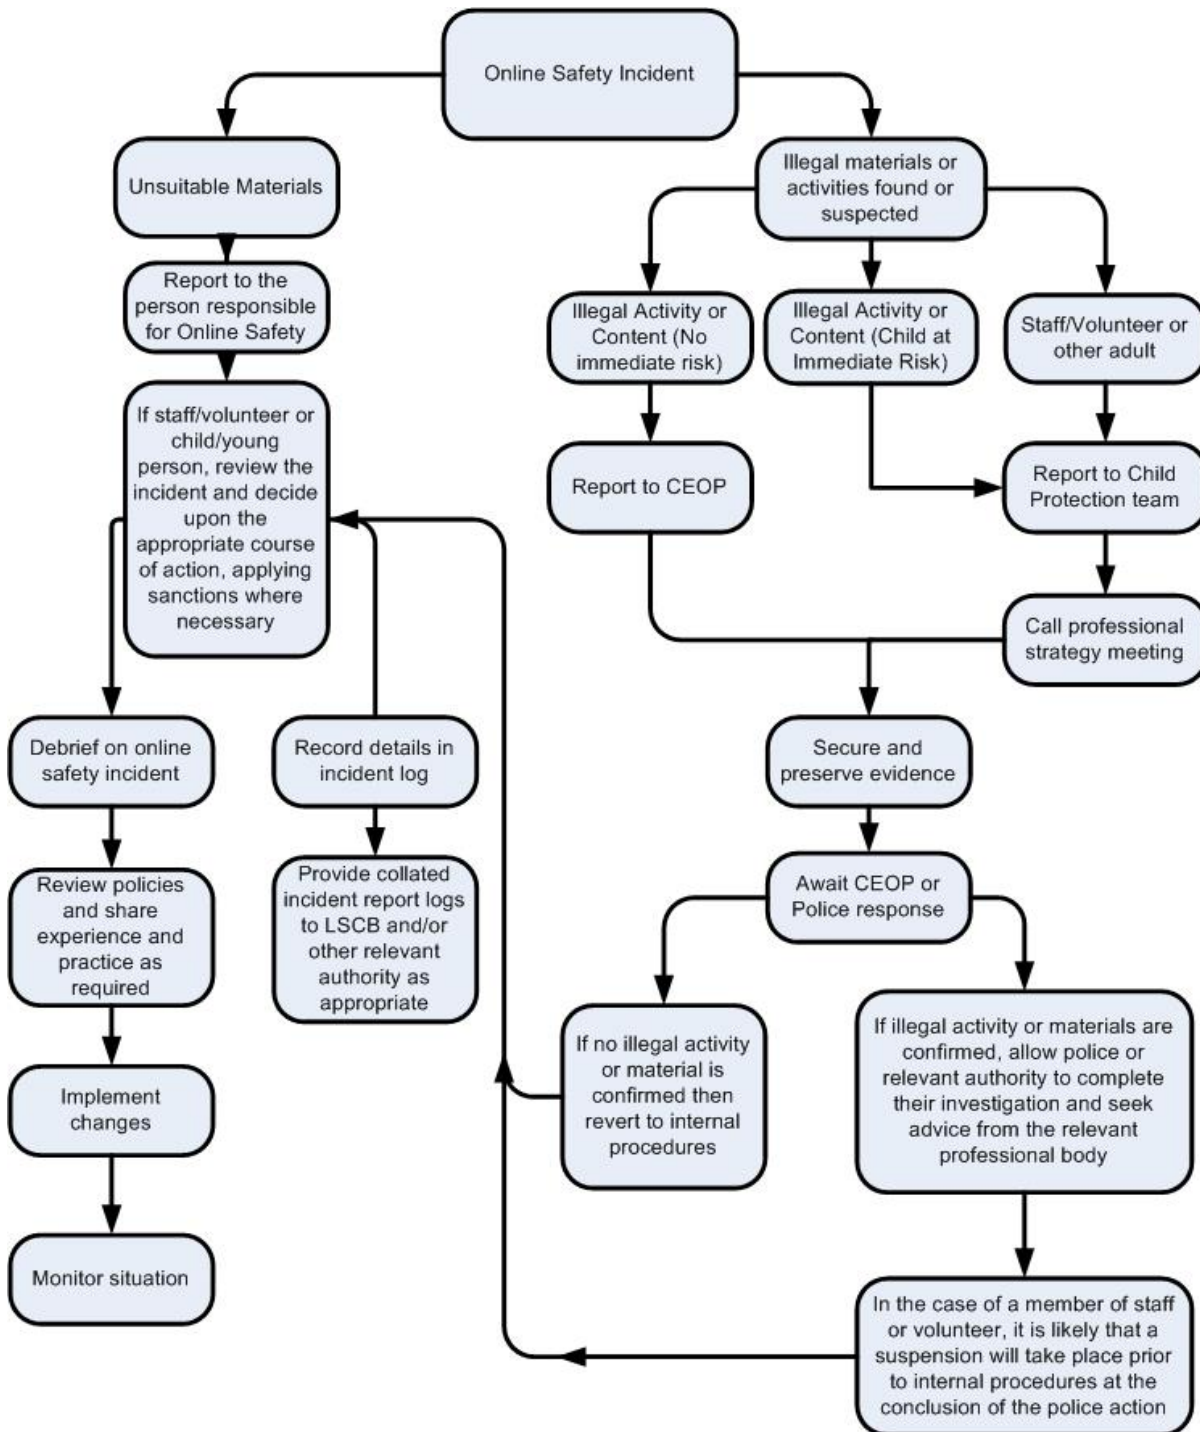 Online Safety Incident
Unsuitable Materials
Illegal materials or
activities found or
suspected
Report to the
person responsible
for Online Safety
Illegal Activity or
Content (No
immediate risk)
Illegal Activity or
Content (Child at
Immediate Risk)
Staff/Volunteer or
other adult
If staff/volunteer or
child/young
person, review the
incident and decide
upon the
appropriate course
of action, applying
sanctions where
necessary
Report to CEOP
Report to Child
Protection team
Call professional
strategy meeting
Debrief on online
safety incident
Record details in
incident log
Secure and
preserve evidence
Review policies
and share
experience and
practice as
required
Provide collated
incident report logs
to LSCB and/or
other relevant
authority as
appropriate
Await CEOP or
Police response
If no illegal activity
or material is
confirmed then
revert to internal
procedures
If illegal activity or materials are
confirmed, allow police or
relevant authority to complete
their investigation and seek
advice from the relevant
professional body
Implement
changes
Monitor situation
In the case of a member of staff
or volunteer, it is likely that a
suspension will take place prior
to internal procedures at the
conclusion of the police action